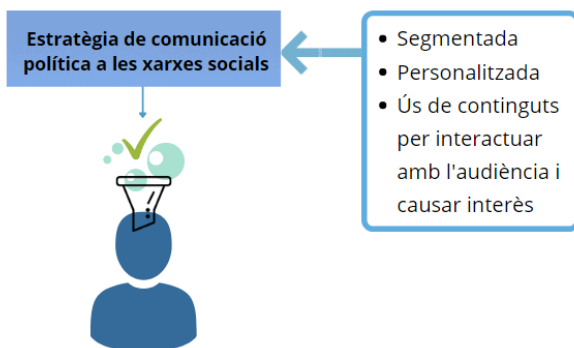 Estratègia de comunicació
política a les xarxes socials
• Segmentada
• Personalitzada
• Ús de continguts
per interactuar
amb l'audiència i
causar interès